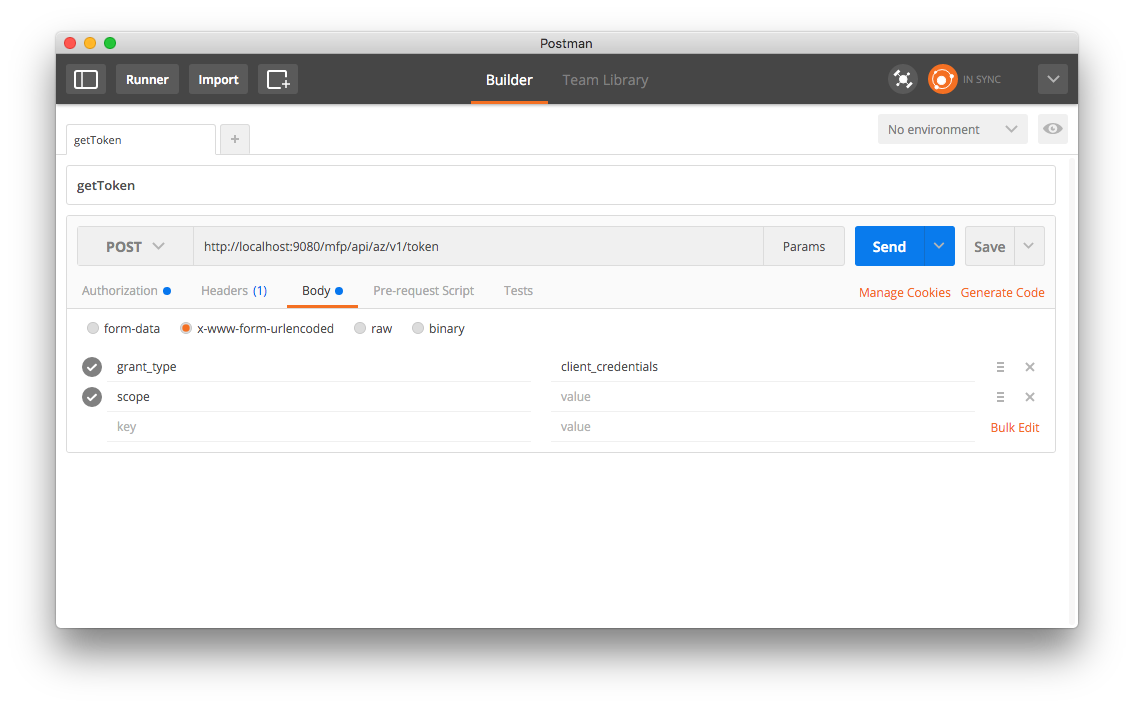 Postman
Runner Import Builder Team Library IN SYNC
getToken + No environment
getToken
POST http://localhost:9080/mfp/api/az/v1/token Params Send Save
Authorization Headers (1) Body Pre-request Script Tests Manage Cookies Generate Code
form-data x-www-form-urlencoded raw binary
grant_type client_credentials
scope value
key value Bulk Edit